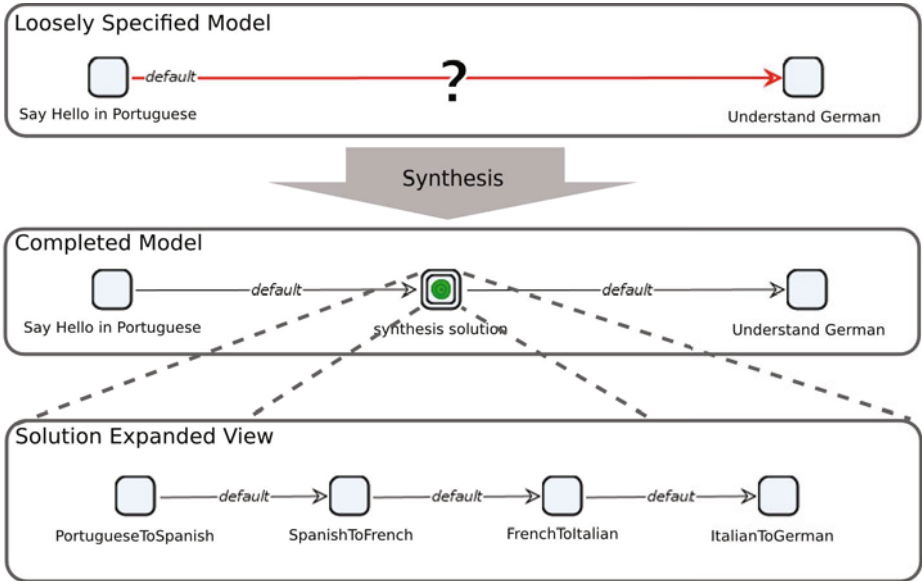 Loosely Specified Model
default
?
Say Hello in Portuguese
Understand German
Synthesis
Completed Model
default
default
Say Hello in Portuguese
synthesis solution
Understand German
Solution Expanded View
default
default
defaut
PortugueseToSpanish
SpanishToFrench
FrenchToItalian
ItalianToGerman